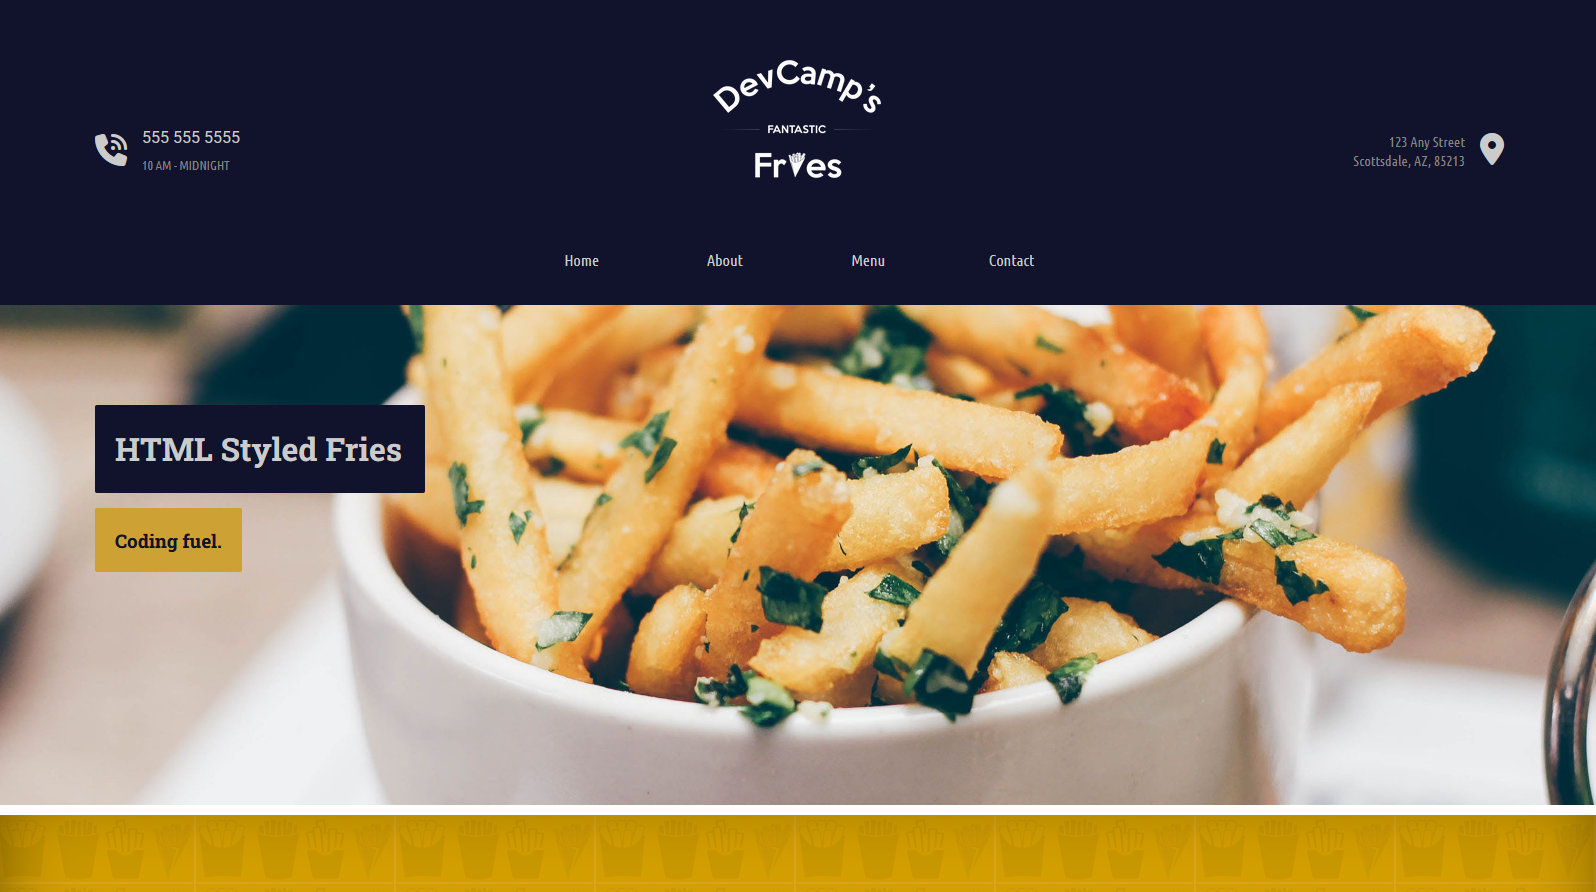 DevCamp's
FANTASTIC
Fries
555 555 5555
10 AM - MIDNIGHT
123 Any Street
Scottsdale, AZ, 85213
Home
About
Menu
Contact
HTML Styled Fries
Coding fuel.